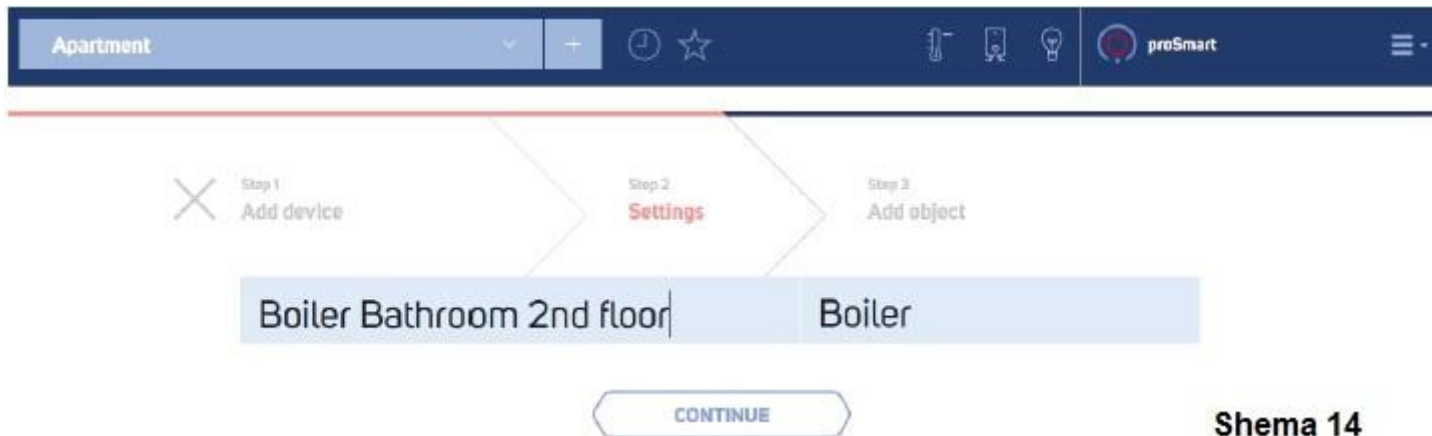 Apartment + proSmart
Step 1 Step 2 Step 3
Add device Settings Add object
Boiler Bathroom 2nd floor Boiler
CONTINUE
Shema 14